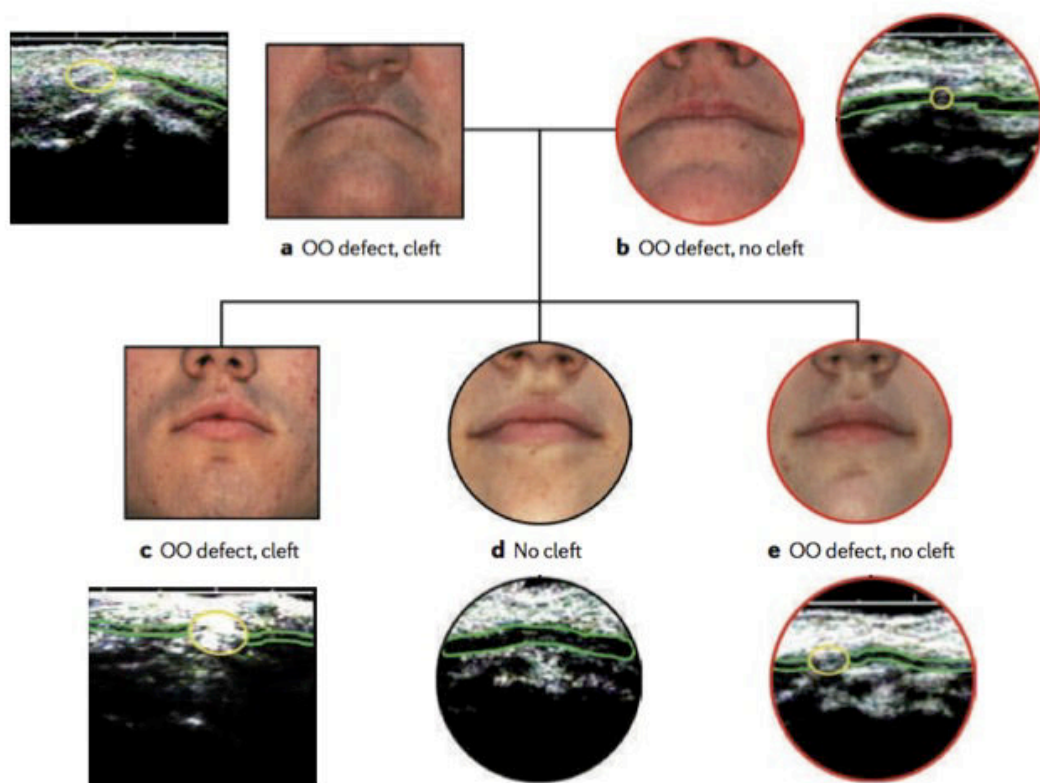 a OO defect, cleft
b OO defect, no cleft
c OO defect, cleft
d No cleft
e OO defect, no cleft